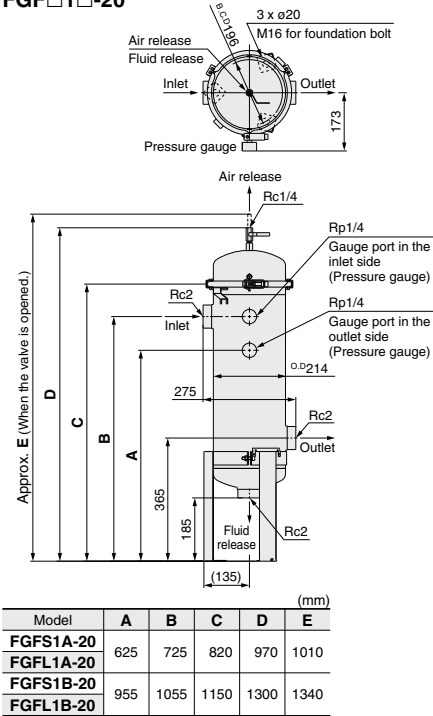 FGF□1□-20
B.C.D196
3 x ø20
M16 for foundation bolt
Air release
Fluid release
Inlet
Outlet
173
Pressure gauge
Air release
Rc1/4
Rp1/4
Gauge port in the
inlet side
(Pressure gauge)
Rc2
Inlet
Rp1/4
Gauge port in the
outlet side
(Pressure gauge)
O.D214
275
Rc2
Outlet
Approx. E (When the valve is opened.)
D
C
B
A
365
185
Fluid
release
Rc2
(135)
(mm)
Model A B C D E
FGFS1A-20
FGFL1A-20
625 725 820 970 1010
FGFS1B-20
FGFL1B-20
955 1055 1150 1300 1340